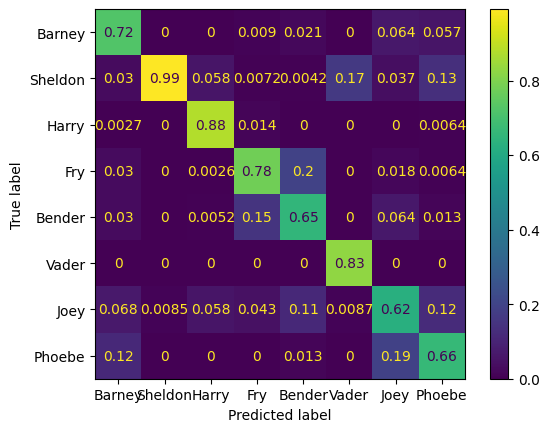 True label
Barney 0.72 0 0 0.009 0.021 0 0.064 0.057
Sheldon 0.03 0.99 0.058 0.0072 0.0042 0.17 0.037 0.13
Harry 0.0027 0 0.88 0.014 0 0 0 0.0064
Fry 0.03 0 0.0026 0.78 0.2 0 0.018 0.0064
Bender 0.03 0 0.0052 0.15 0.65 0 0.064 0.013
Vader 0 0 0 0 0 0.83 0 0
Joey 0.068 0.0085 0.058 0.043 0.11 0.0087 0.62 0.12
Phoebe 0.12 0 0 0 0.013 0 0.19 0.66
Barney Sheldon Harry Fry Bender Vader Joey Phoebe
Predicted label
0.8
0.6
0.4
0.2
0.0